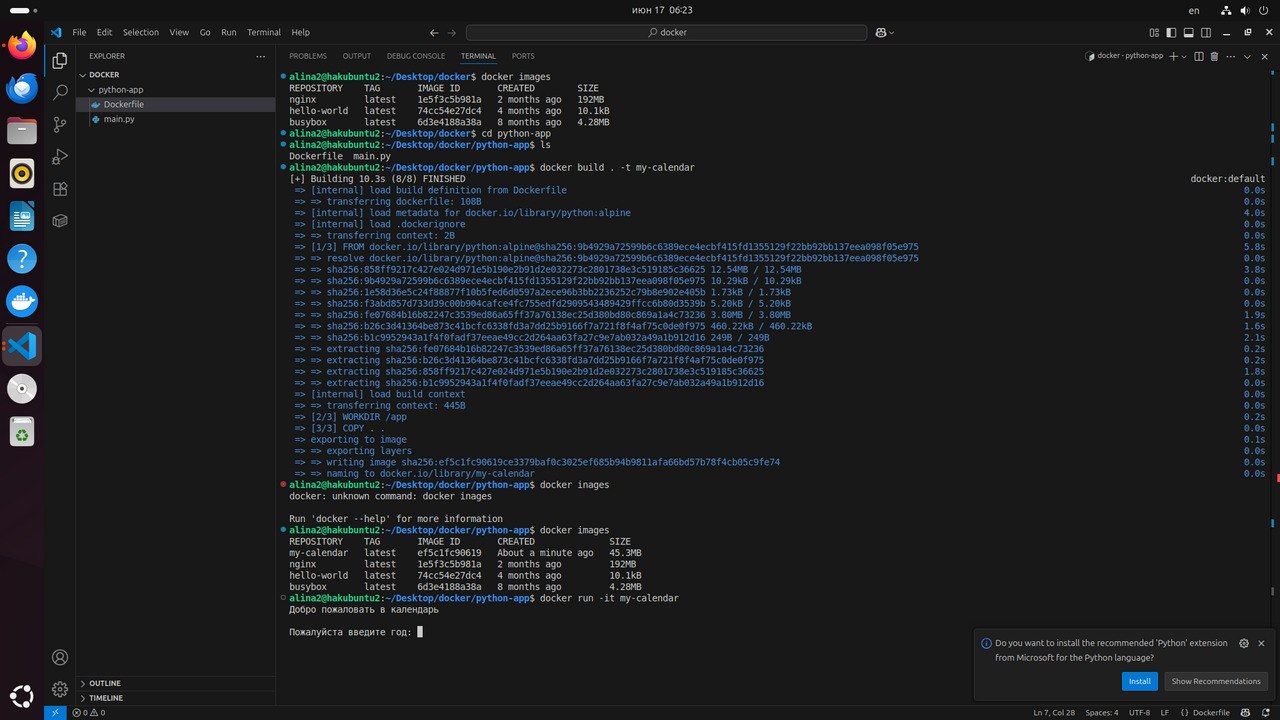 июн 17 06:23
en
File Edit Selection View Go Run Terminal Help
docker
EXPLORER
DOCKER
python-app
Dockerfile
main.py
OUTLINE
TIMELINE
PROBLEMS OUTPUT DEBUG CONSOLE TERMINAL PORTS
docker - python-app
alina2@hakubuntu2:~/Desktop/docker$ docker images
REPOSITORY TAG IMAGE ID CREATED SIZE
nginx latest 1e5f3c5b981a 2 months ago 192MB
hello-world latest 74cc54e27dc4 4 months ago 10.1kB
busybox latest 6d3e4188a38a 8 months ago 4.28MB
alina2@hakubuntu2:~/Desktop/docker$ cd python-app
alina2@hakubuntu2:~/Desktop/docker/python-app$ ls
Dockerfile main.py
alina2@hakubuntu2:~/Desktop/docker/python-app$ docker build . -t my-calendar
[+] Building 10.3s (8/8) FINISHED docker:default
=> [internal] load build definition from Dockerfile 0.0s
=> => transferring dockerfile: 108B 0.0s
=> [internal] load metadata for docker.io/library/python:alpine 4.0s
=> [internal] load .dockerignore 0.0s
=> => transferring context: 2B 0.0s
=> [1/3] FROM docker.io/library/python:alpine@sha256:9b4929a72599b6c6389ece4ecbf415fd1355129f22bb92bb137eea098f05e975 5.8s
=> => resolve docker.io/library/python:alpine@sha256:9b4929a72599b6c6389ece4ecbf415fd1355129f22bb92bb137eea098f05e975 0.0s
=> => sha256:858ff9217c427e024d971e5b190e2b91d2e032273c2801738e3c519185c36625 12.54MB / 12.54MB 3.8s
=> => sha256:9b4929a72599b6c6389ece4ecbf415fd1355129f22bb92bb137eea098f05e975 10.29kB / 10.29kB 0.0s
=> => sha256:1e58d36e5c24f88877f10b5fed6d0597a2ece96b3bb2236252c79b8e902e405b 1.73kB / 1.73kB 0.0s
=> => sha256:f3abd857d733d39c00b904cafce4fc755edfd2909543489429ffcc6b80d3539b 5.20kB / 5.20kB 0.0s
=> => sha256:fe07684b16b82247c3539ed86a65ff37a76138ec25d380bd80c869a1a4c73236 3.80MB / 3.80MB 1.9s
=> => sha256:b26c3d41364be873c41bcfc6338fd3a7dd25b9166f7a721f8f4af75c0de0f975 460.22kB / 460.22kB 1.6s
=> => sha256:b1c9952943a1f4f0fadf37eeae49cc2d264aa63fa27c9e7ab032a49a1b912d16 249B / 249B 2.1s
=> => extracting sha256:fe07684b16b82247c3539ed86a65ff37a76138ec25d380bd80c869a1a4c73236 0.2s
=> => extracting sha256:b26c3d41364be873c41bcfc6338fd3a7dd25b9166f7a721f8f4af75c0de0f975 0.2s
=> => extracting sha256:858ff9217c427e024d971e5b190e2b91d2e032273c2801738e3c519185c36625 1.8s
=> => extracting sha256:b1c9952943a1f4f0fadf37eeae49cc2d264aa63fa27c9e7ab032a49a1b912d16 0.0s
=> [internal] load build context 0.0s
=> => transferring context: 445B 0.0s
=> [2/3] WORKDIR /app 0.2s
=> [3/3] COPY . . 0.0s
=> exporting to image 0.1s
=> => exporting layers 0.0s
=> => writing image sha256:ef5c1fc90619ce3379baf0c3025ef685b94b9811afa66bd57b78f4cb05c9fe74 0.0s
=> => naming to docker.io/library/my-calendar 0.0s
alina2@hakubuntu2:~/Desktop/docker/python-app$ docker inages
docker: unknown command: docker inages

Run 'docker --help' for more information
alina2@hakubuntu2:~/Desktop/docker/python-app$ docker images
REPOSITORY TAG IMAGE ID CREATED SIZE
my-calendar latest ef5c1fc90619 About a minute ago 45.3MB
nginx latest 1e5f3c5b981a 2 months ago 192MB
hello-world latest 74cc54e27dc4 4 months ago 10.1kB
busybox latest 6d3e4188a38a 8 months ago 4.28MB
alina2@hakubuntu2:~/Desktop/docker/python-app$ docker run -it my-calendar
Добро пожаловать в календарь

Пожалуйста введите год:
Do you want to install the recommended 'Python' extension
from Microsoft for the Python language?
Install Show Recommendations
0 0
Ln 7, Col 28 Spaces: 4 UTF-8 LF {} Dockerfile